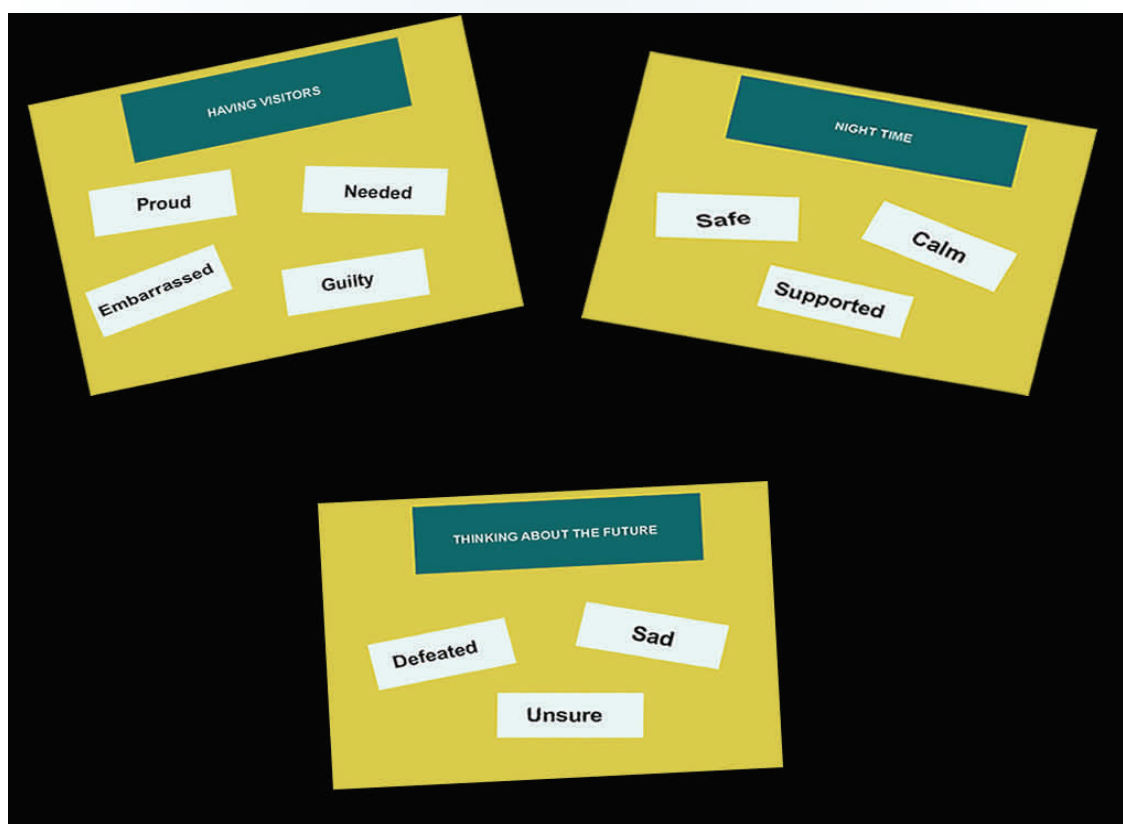 HAVING VISITORS
Proud
Needed
Embarrassed
Guilty
NIGHT TIME
Safe
Calm
Supported
THINKING ABOUT THE FUTURE
Defeated
Sad
Unsure